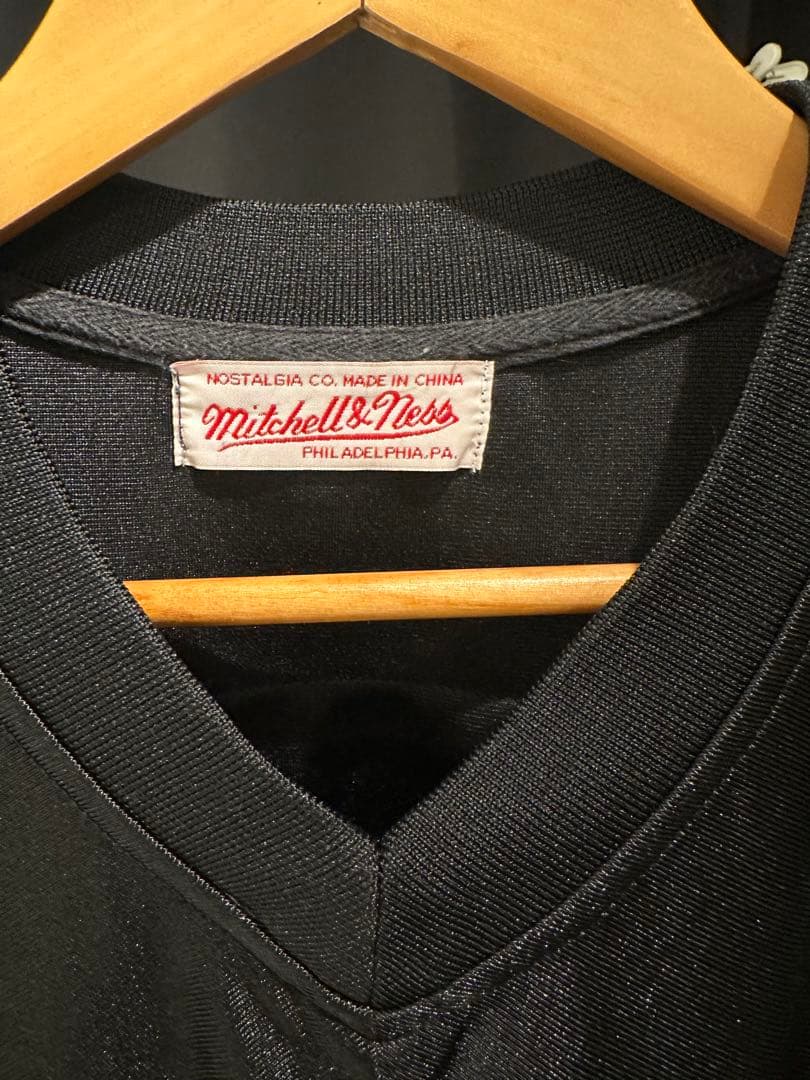 NOSTALGIA CO. MADE IN CHINA
Mitchell & Ness
PHILADELPHIA, PA.